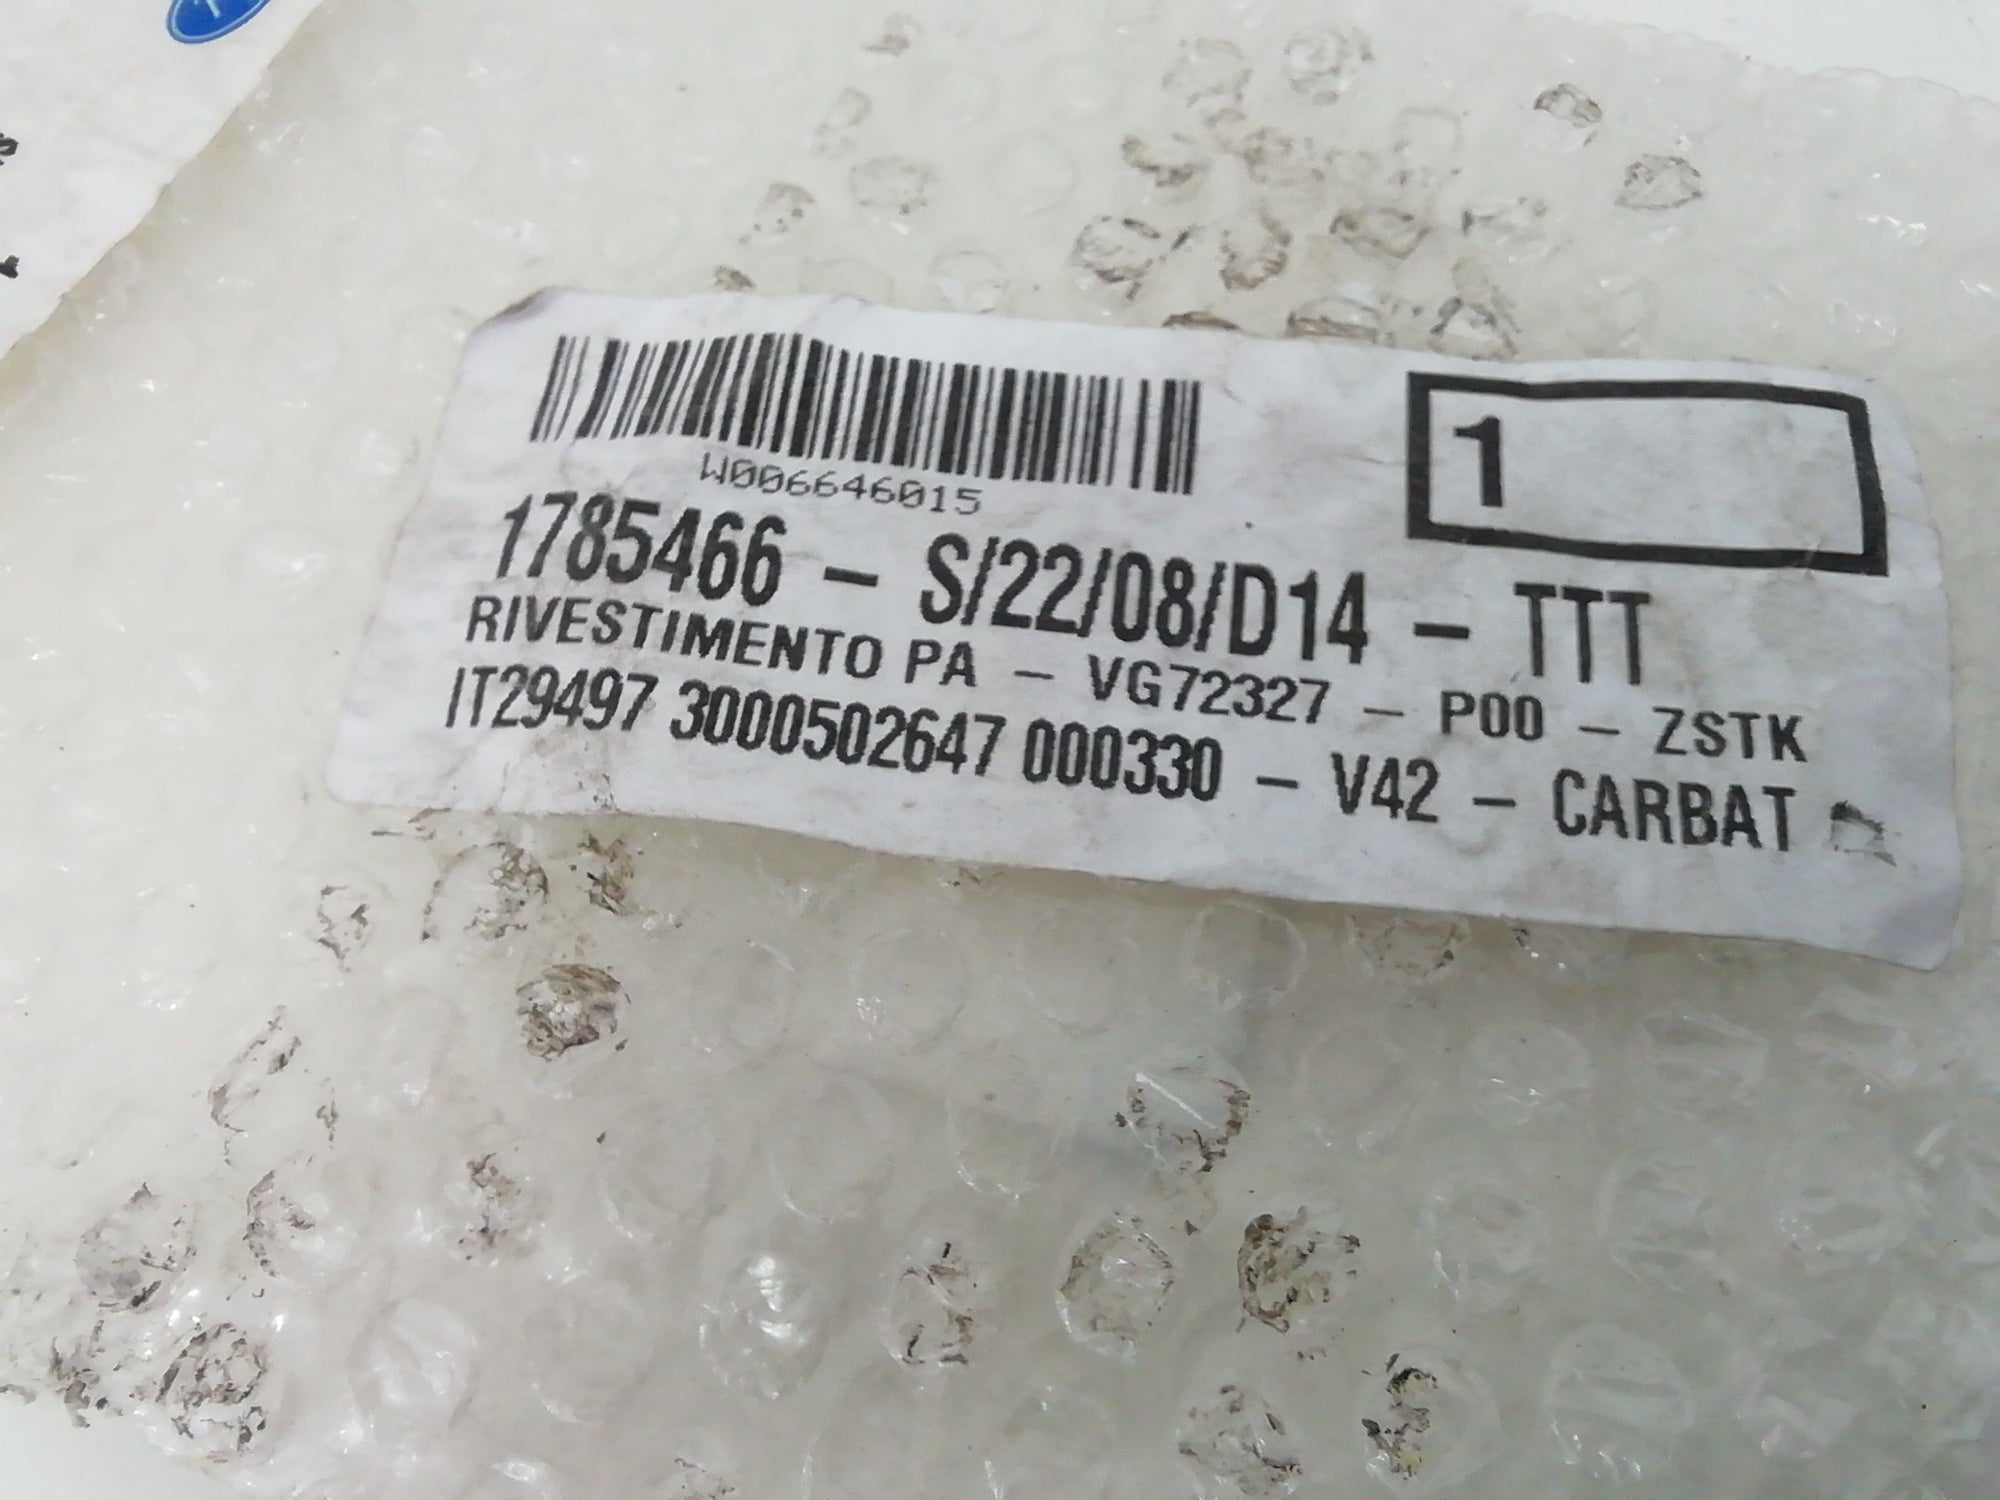 W006646015
1
1785466 - S/22/08/D14 - TTT
RIVESTIMENTO PA - VG72327 - P00 - ZSTK
IT29497 3000502647 000330 - V42 - CARBAT